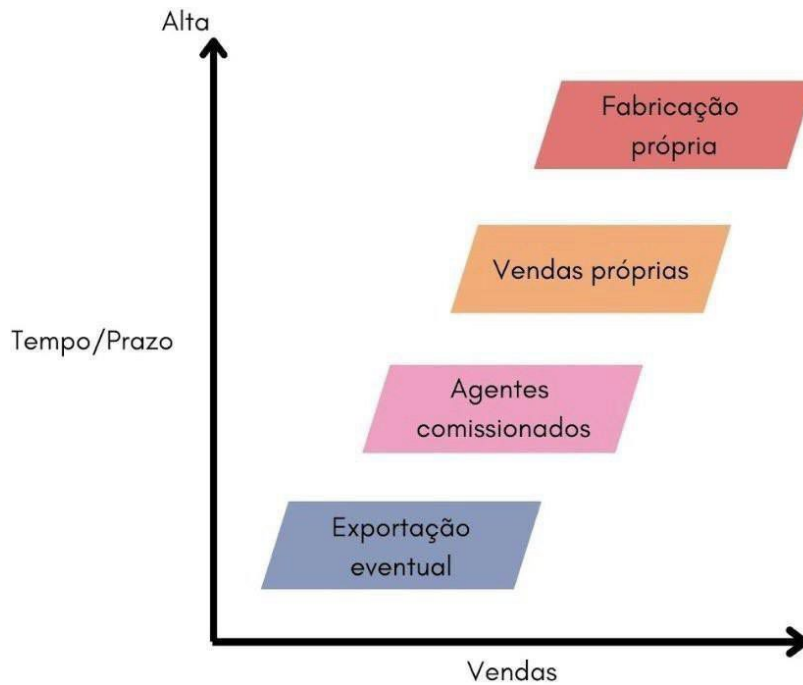 Alta
Fabricação
própria
Vendas próprias
Tempo/Prazo
Agentes
comissionados
Exportação
eventual
Vendas